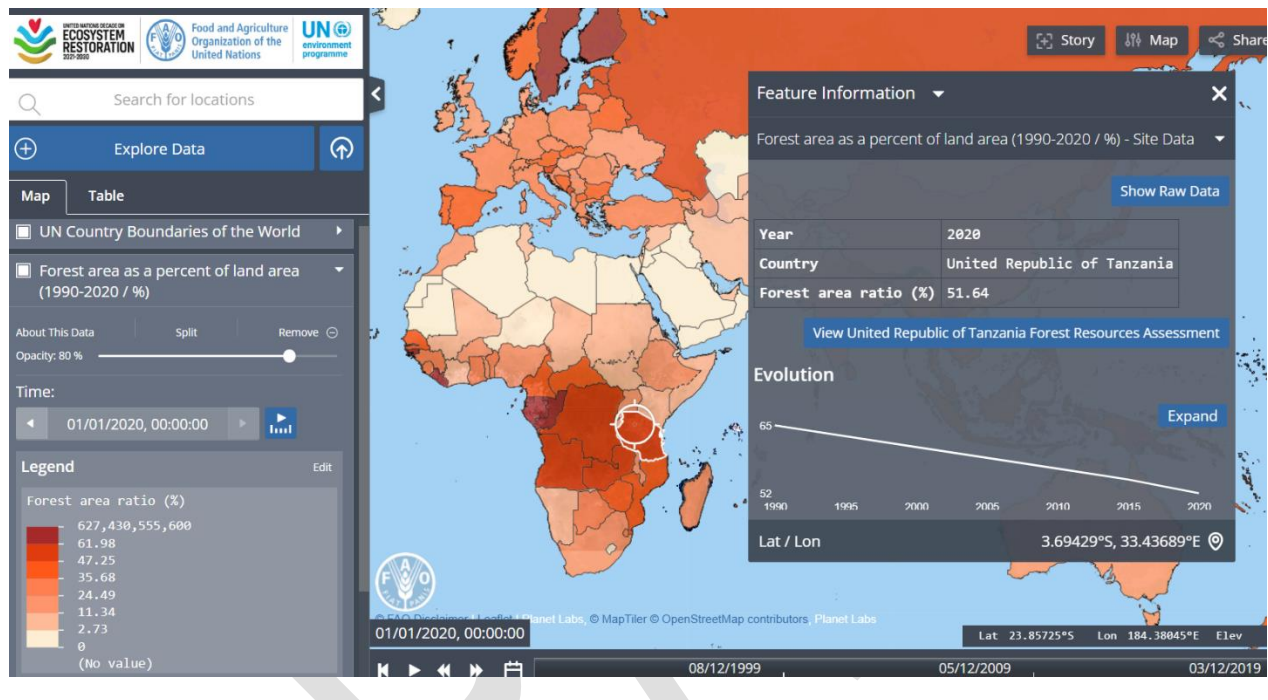 UNITED NATIONS DECADE ON
ECOSYSTEM
RESTORATION
2021-2030
Food and Agriculture
Organization of the
United Nations
UN
environment
programme
Search for locations
Explore Data
Map Table
UN Country Boundaries of the World
Forest area as a percent of land area
(1990-2020 / %)
About This Data Split Remove
Opacity: 80 %
Time:
01/01/2020, 00:00:00
Legend Edit
Forest area ratio (%)
627,430,555,600
61.98
47.25
35.68
24.49
11.34
2.73
0
(No value)
Story Map Share
Feature Information
Forest area as a percent of land area (1990-2020 / %) - Site Data
Show Raw Data
Year 2020
Country United Republic of Tanzania
Forest area ratio (%) 51.64
View United Republic of Tanzania Forest Resources Assessment
Evolution
Expand
65
52
1990 1995 2000 2005 2010 2015 2020
Lat / Lon 3.69429°S, 33.43689°E
FAO
© FAO Disclaimer | Leaflet | Planet Labs, © MapTiler © OpenStreetMap contributors, Planet Labs
01/01/2020, 00:00:00
Lat 23.85725°S Lon 184.38045°E Elev
08/12/1999 05/12/2009 03/12/2019